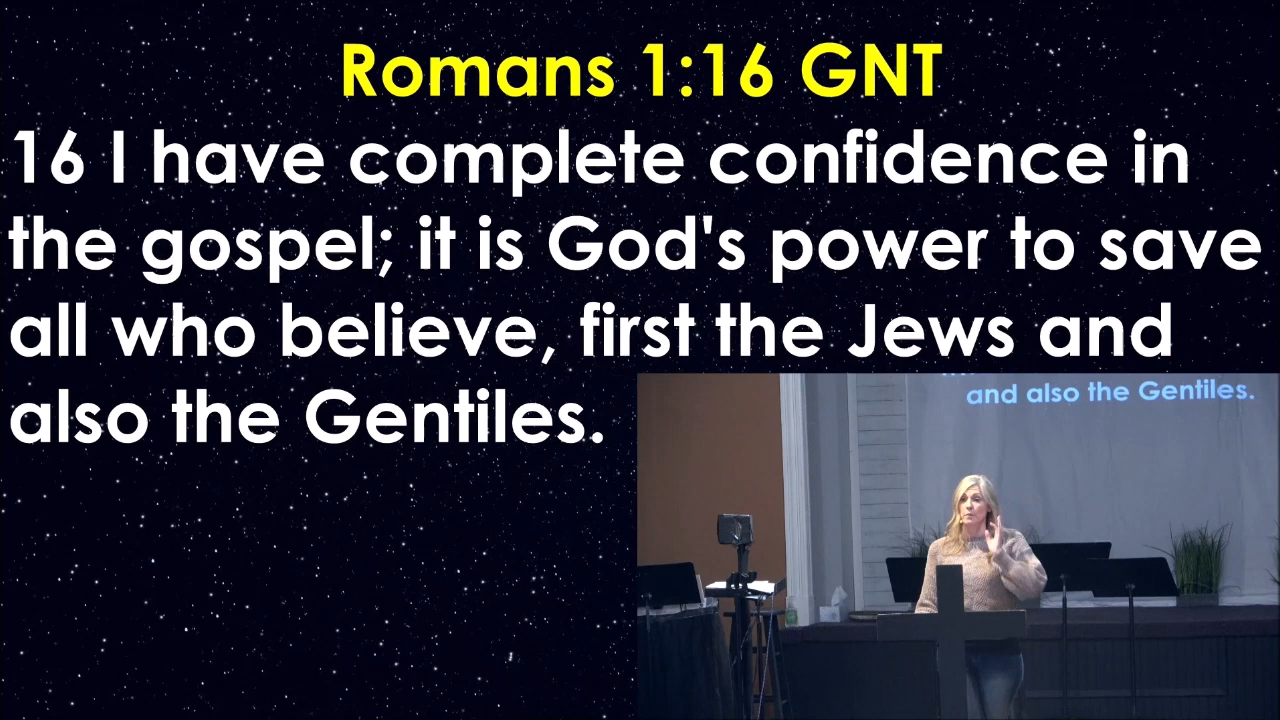 Romans 1:16 GNT
16 I have complete confidence in
the gospel; it is God's power to save
all who believe, first the Jews and
also the Gentiles.
and also the Gentiles.